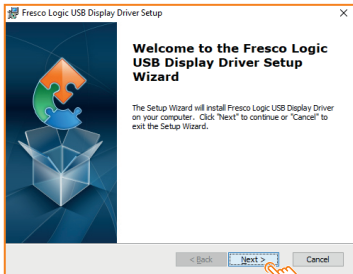 Fresco Logic USB Display Driver Setup
Welcome to the Fresco Logic
USB Display Driver Setup
Wizard
The Setup Wizard will install Fresco Logic USB Display Driver
on your computer. Click "Next" to continue or "Cancel" to
exit the Setup Wizard.
< Back Next > Cancel